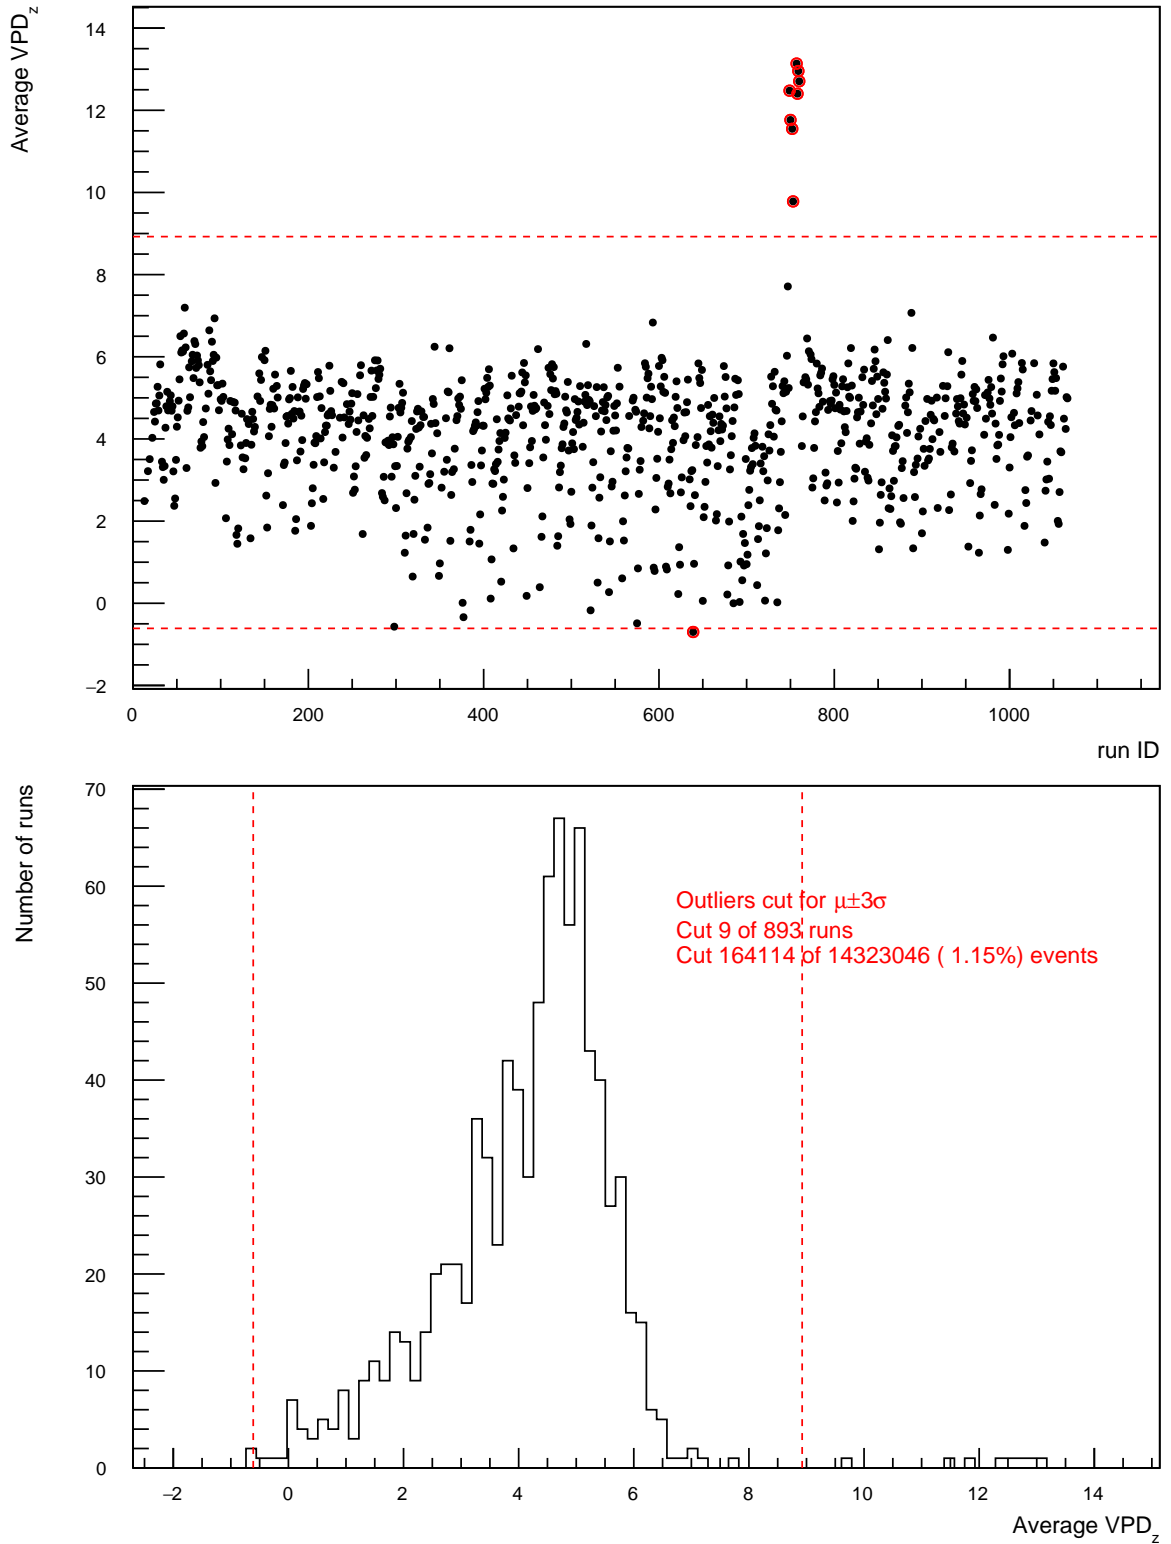 Average VPD_z
14
12
10
8
6
4
2
0
−2
0 200 400 600 800 1000
run ID
Number of runs
70
60
50
40
30
20
10
0
Outliers cut for μ±3σ
Cut 9 of 893 runs
Cut 164114 of 14323046 ( 1.15%) events
−2 0 2 4 6 8 10 12 14
Average VPD_z